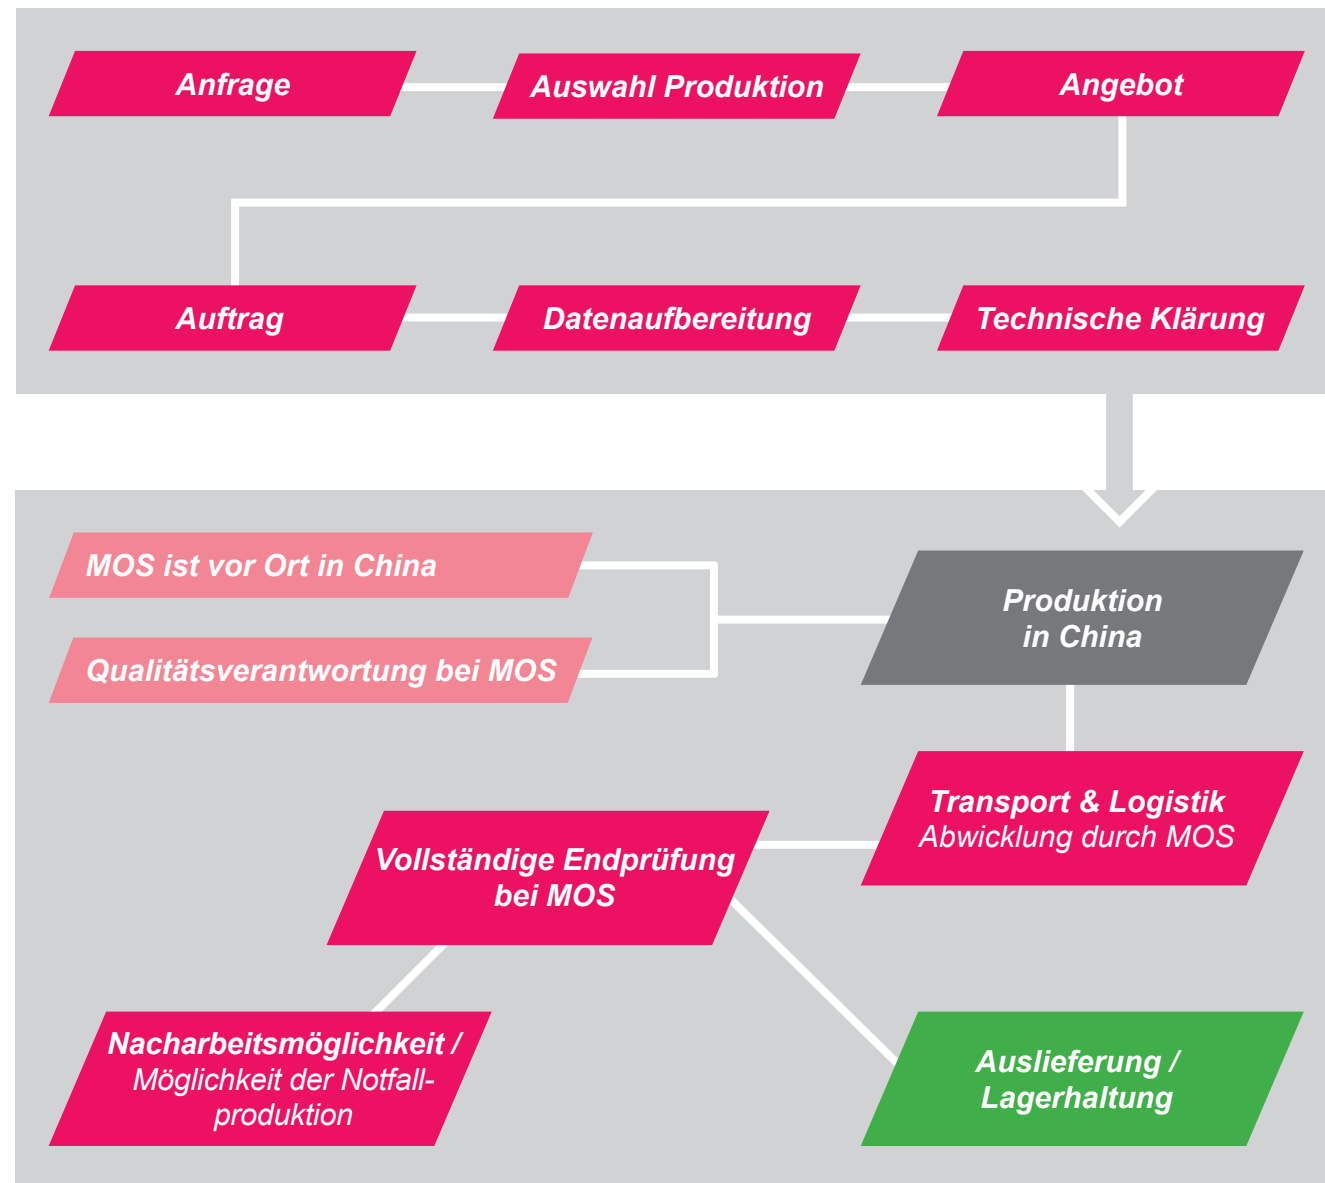 Anfrage
Auswahl Produktion
Angebot
Auftrag
Datenaufbereitung
Technische Klärung
MOS ist vor Ort in China
Qualitätsverantwortung bei MOS
Produktion
in China
Transport & Logistik
Abwicklung durch MOS
Vollständige Endprüfung
bei MOS
Nacharbeitsmöglichkeit /
Möglichkeit der Notfall-
produktion
Auslieferung /
Lagerhaltung